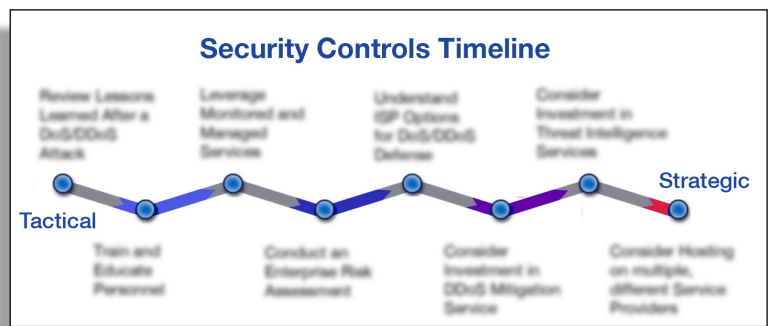 Security Controls Timeline
Review Lessons
Learned After a
DoS/DDoS
Attack
Leverage
Monitored and
Managed
Services
Understand
ISP Options
for DoS/DDoS
Defense
Consider
Investment in
Threat Intelligence
Services
Strategic
Tactical
Train and
Educate
Personnel
Conduct an
Enterprise Risk
Assessment
Consider
Investment in
DDoS Mitigation
Service
Consider Hosting
on multiple,
different Service
Providers